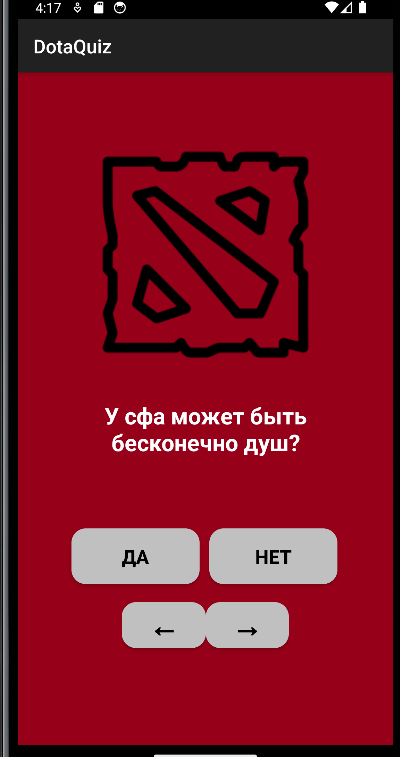 4:17
DotaQuiz
У сфа может быть
бесконечно душ?
ДА НЕТ
← →